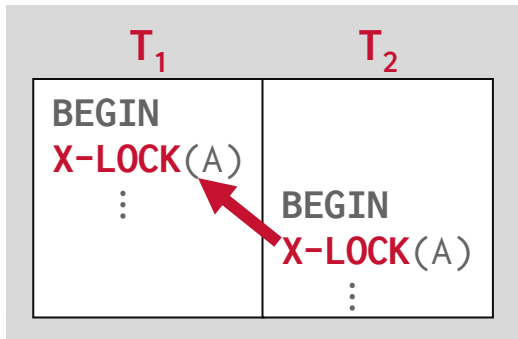 T₁
T₂
BEGIN
X-LOCK(A)
⋮
BEGIN
X-LOCK(A)
⋮